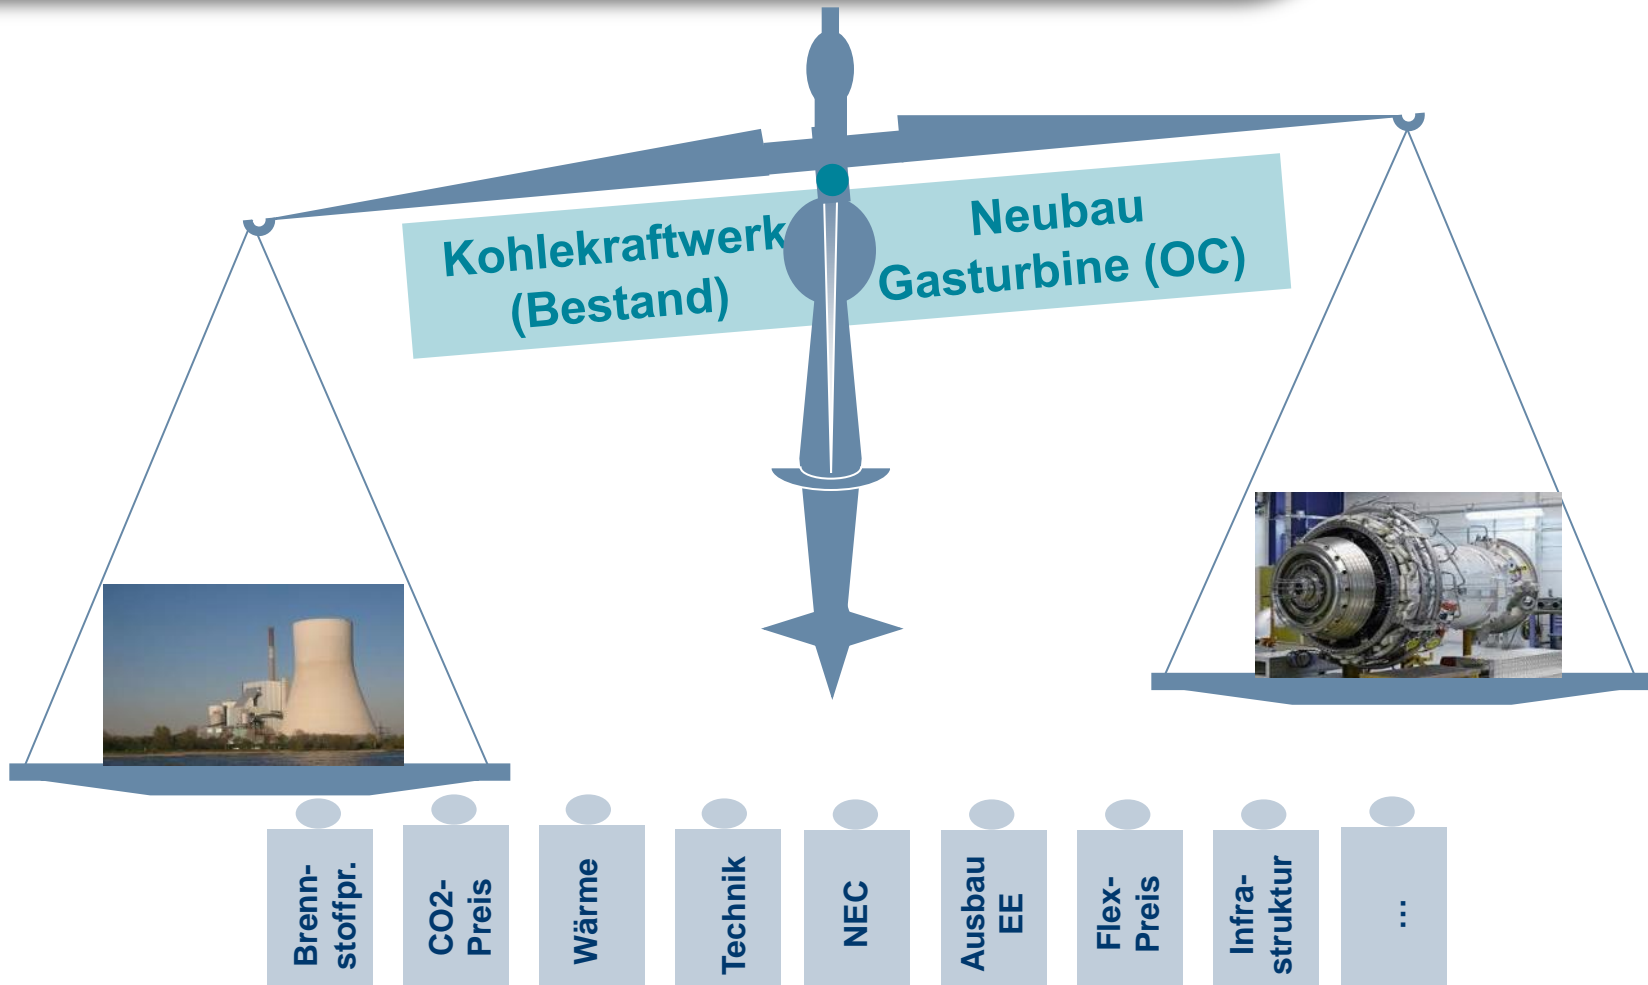 Kohlekraftwerk
(Bestand)
Neubau
Gasturbine (OC)
Brenn-
stoffpr.
CO2-
Preis
Wärme
Technik
NEC
Ausbau
EE
Flex-
Preis
Infra-
struktur
...